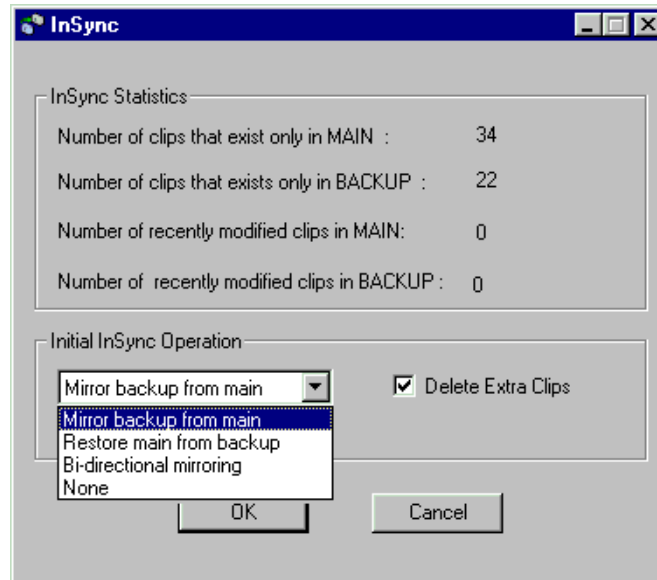 InSync
InSync Statistics
Number of clips that exist only in MAIN : 34
Number of clips that exists only in BACKUP : 22
Number of recently modified clips in MAIN: 0
Number of recently modified clips in BACKUP : 0
Initial InSync Operation
Mirror backup from main
Delete Extra Clips
Mirror backup from main
Restore main from backup
Bi-directional mirroring
None
OK
Cancel